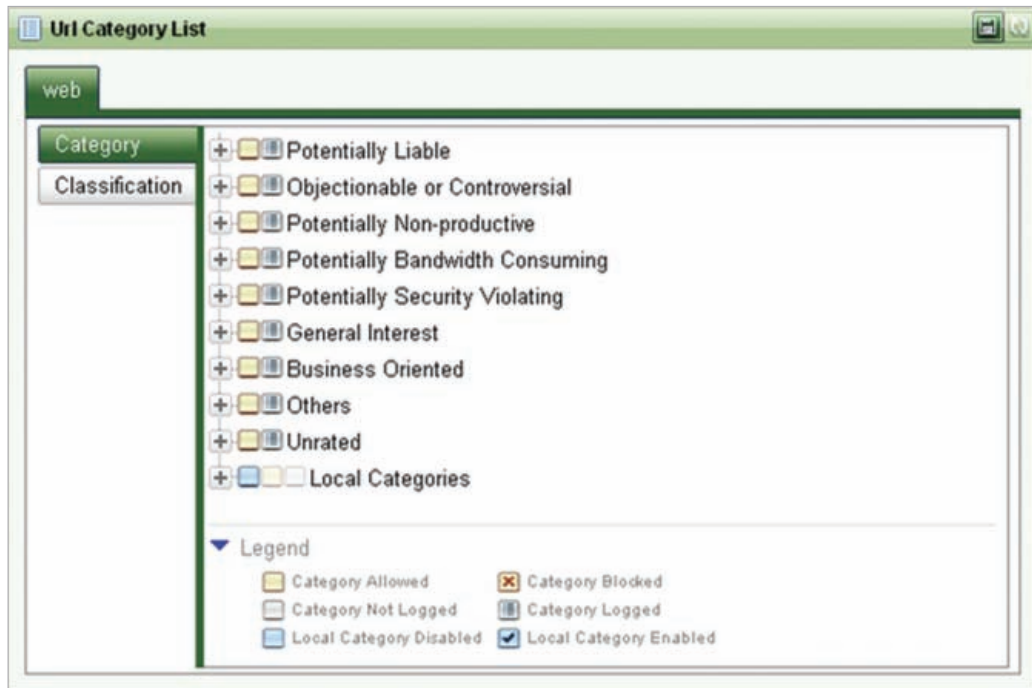 Url Category List
web
Category
Classification
Potentially Liable
Objectionable or Controversial
Potentially Non-productive
Potentially Bandwidth Consuming
Potentially Security Violating
General Interest
Business Oriented
Others
Unrated
Local Categories
Legend
Category Allowed Category Blocked
Category Not Logged Category Logged
Local Category Disabled Local Category Enabled